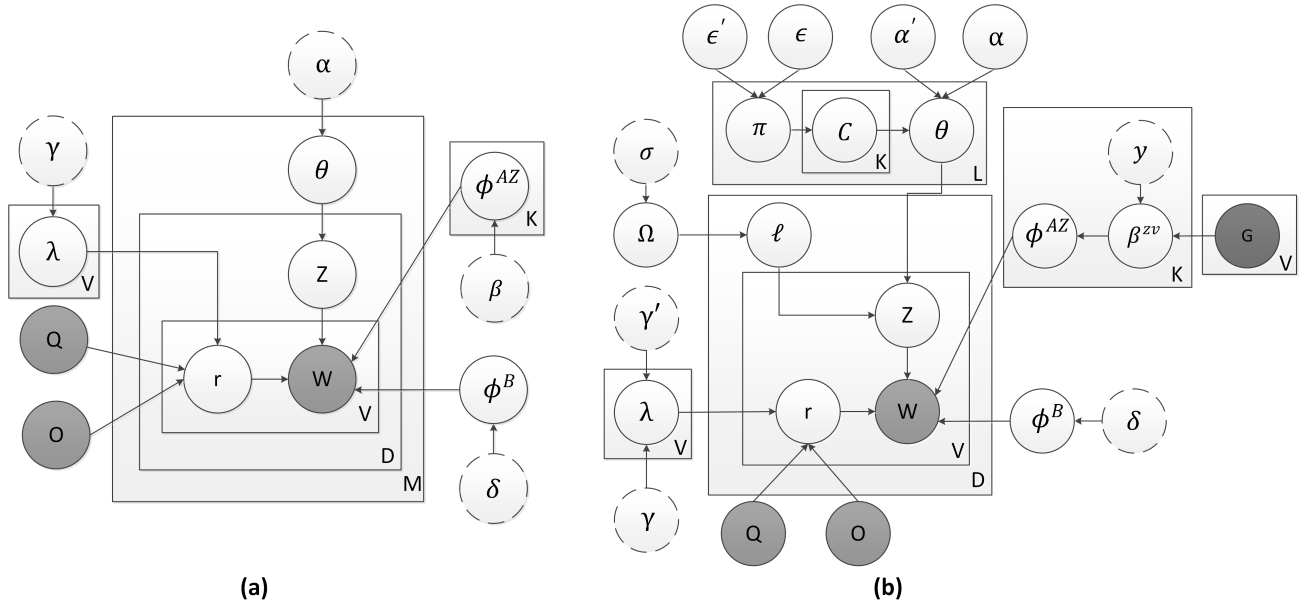 α
γ
θ
ϕ^{AZ}
K
λ
V
Z
β
Q
r
W
V
ϕ^B
O
D
M
δ
(a)
ϵ′ ϵ α′ α
π C θ
K
L
σ
y
Ω ℓ
ϕ^{AZ} β^{zv} G
K
V
γ′
Z
λ r W
V
V
ϕ^B δ
D
γ
Q O
(b)